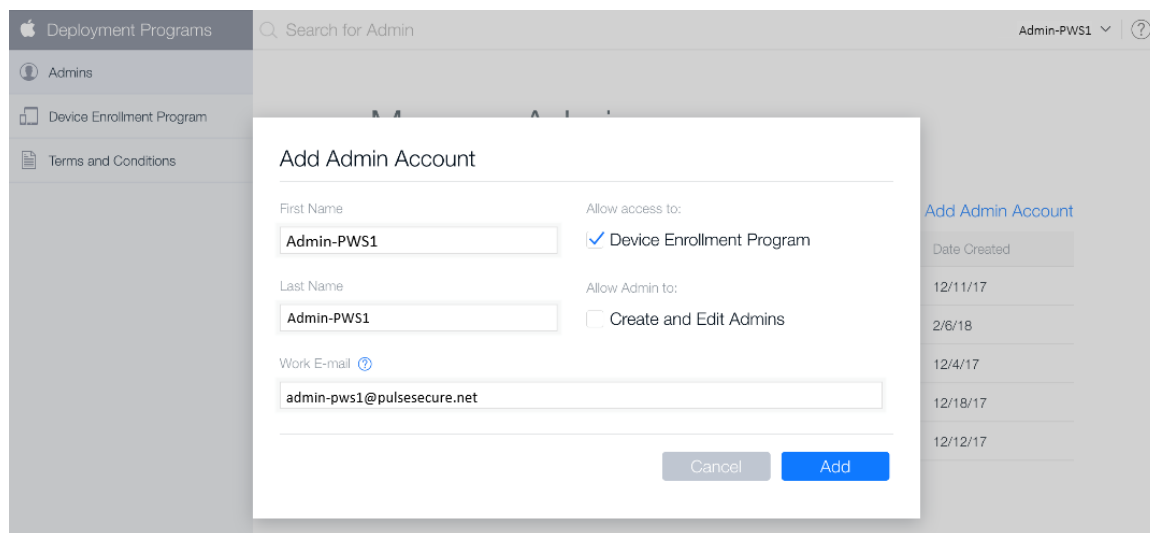 Deployment Programs
Search for Admin
Admin-PWS1
?
Admins
Device Enrollment Program
Terms and Conditions
Add Admin Account
First Name
Admin-PWS1
Last Name
Admin-PWS1
Work E-mail ?
admin-pws1@pulsesecure.net
Allow access to:
Device Enrollment Program
Allow Admin to:
Create and Edit Admins
Cancel
Add
Add Admin Account
Date Created
12/11/17
2/6/18
12/4/17
12/18/17
12/12/17